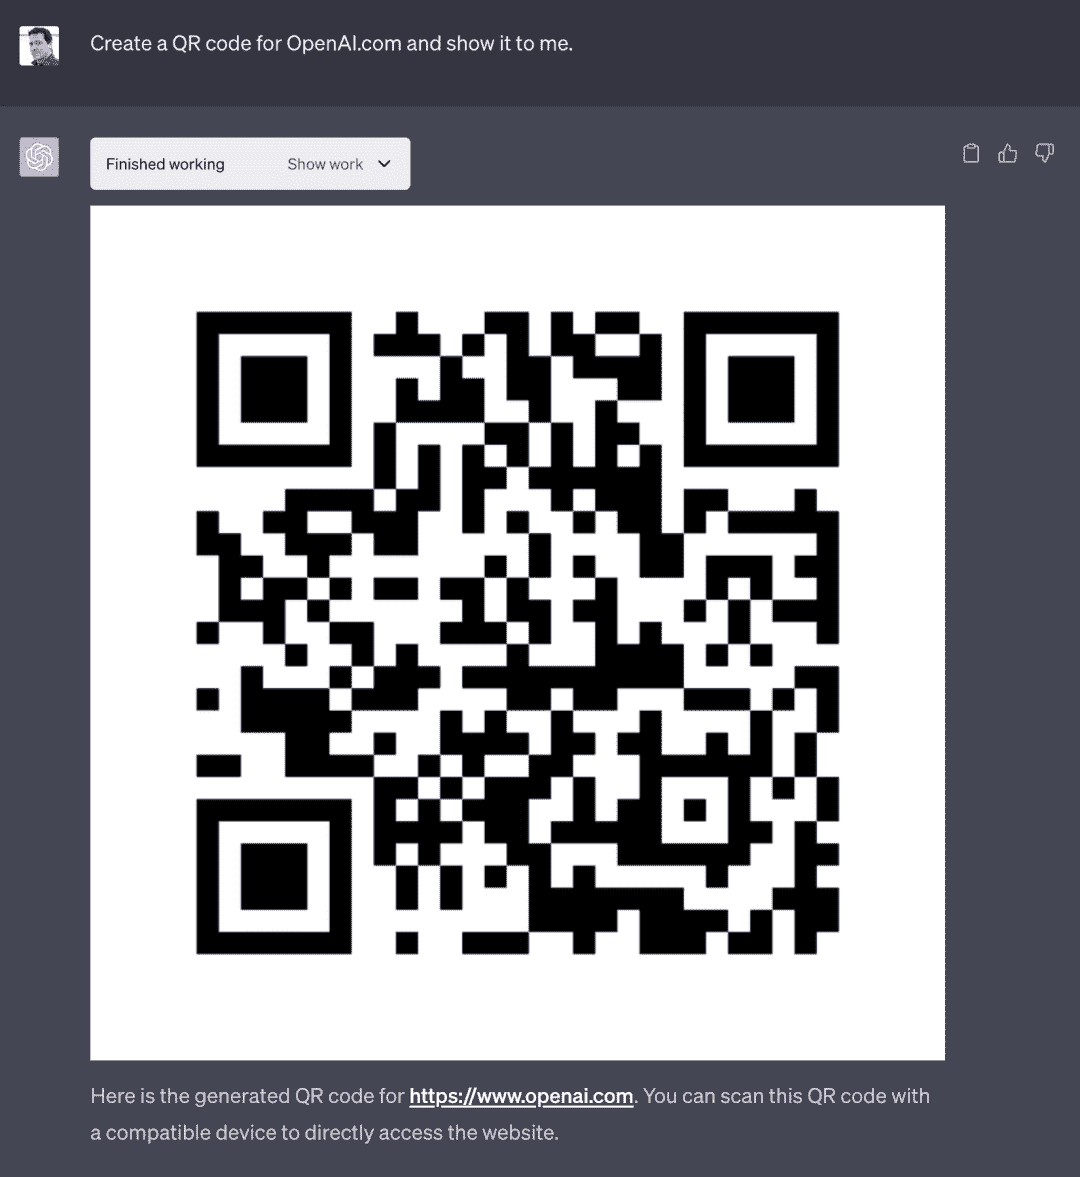 Create a QR code for OpenAI.com and show it to me.
Finished working
Show work
Here is the generated QR code for https://www.openai.com. You can scan this QR code with
a compatible device to directly access the website.